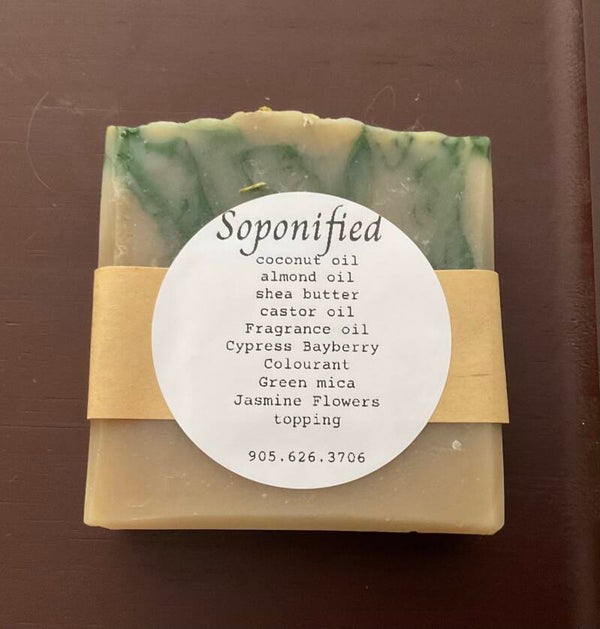 Soponified
coconut oil
almond oil
shea butter
castor oil
Fragrance oil
Cypress Bayberry
Colourant
Green mica
Jasmine Flowers
topping
905.626.3706